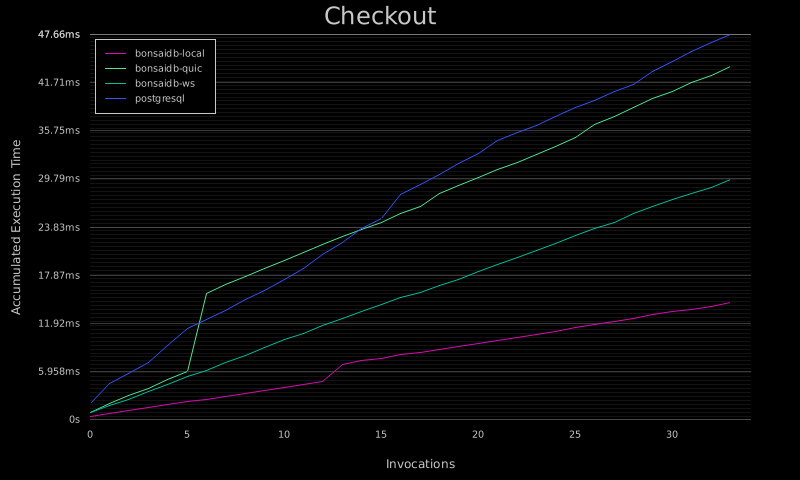 Checkout
47.66ms
41.71ms
35.75ms
29.79ms
23.83ms
17.87ms
11.92ms
5.958ms
0s
Accumulated Execution Time
bonsaidb-local
bonsaidb-quic
bonsaidb-ws
postgresql
0 5 10 15 20 25 30
Invocations